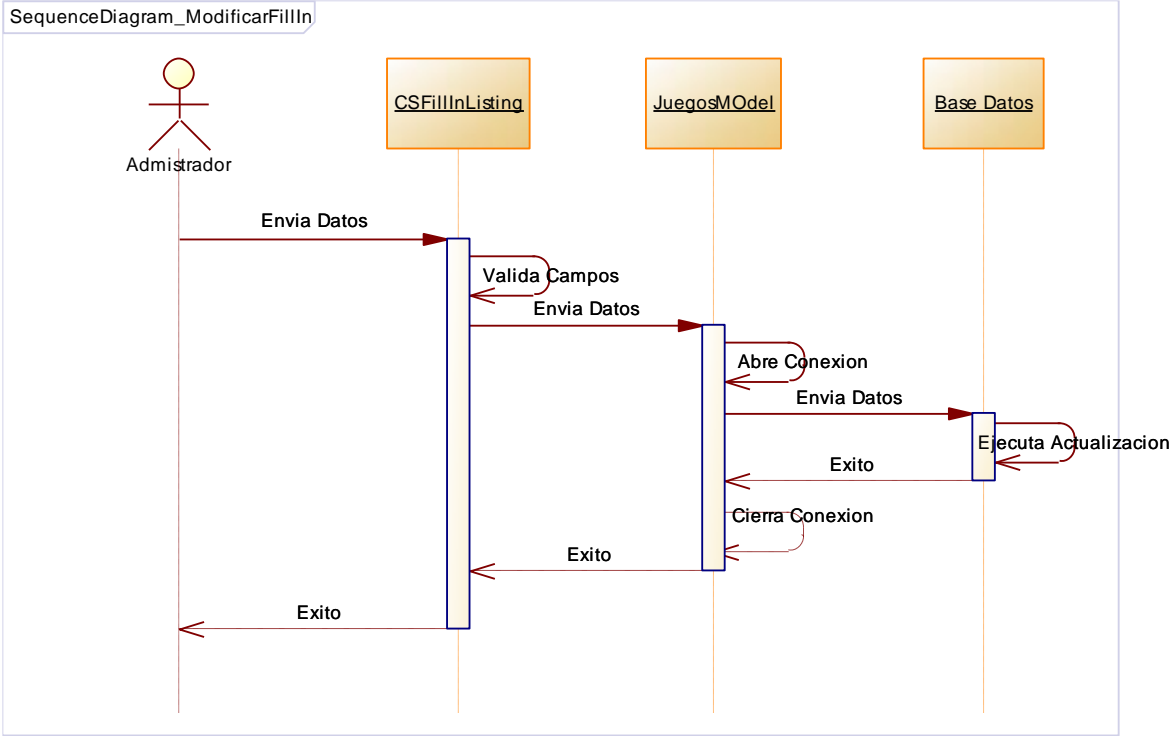 SequenceDiagram_ModificarFillIn
CSFillInListing
JuegosMOdel
Base Datos
Admistrador
Envia Datos
Valida Campos
Envia Datos
Abre Conexion
Envia Datos
Ejecuta Actualizacion
Exito
Cierra Conexion
Exito
Exito